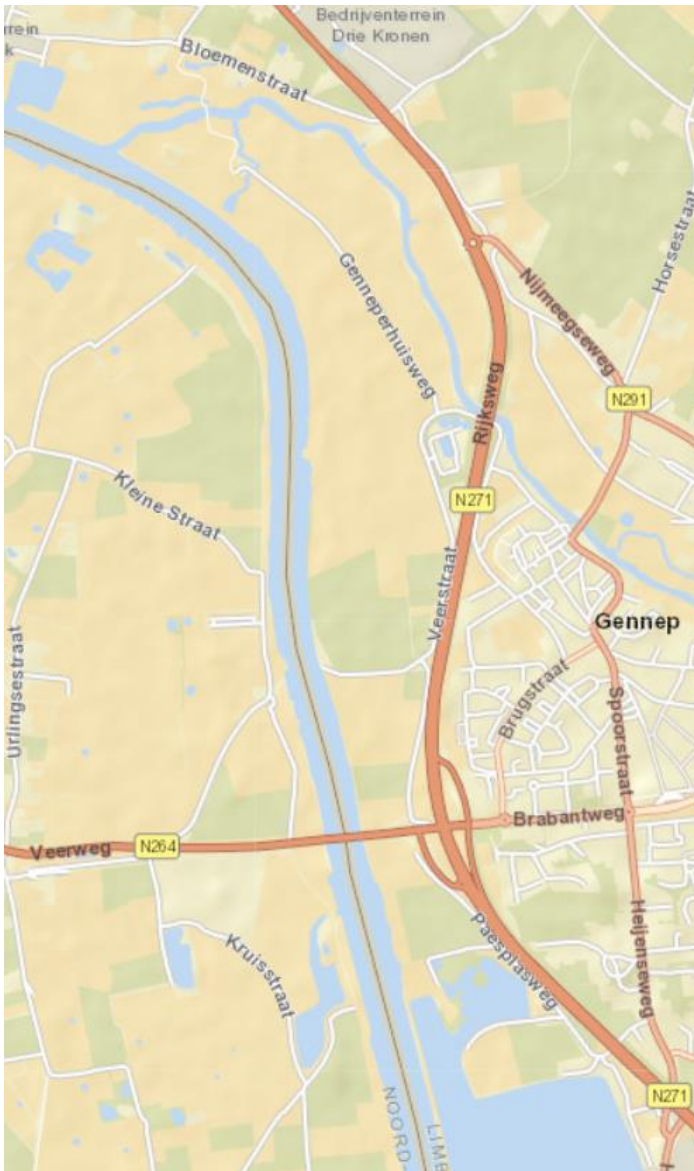 Bedrijventerrein
Drie Kronen
rrein
k
Bloemenstraat
Horsestraat
Genneperhuisweg
Nijmeegseweg
Rijksweg
N291
Kleine Straat
N271
Veerstraat
Gennep
Urlingsestraat
Brugstraat
Spoorstraat
Brabantweg
Veerweg
N264
Heijenseweg
Kruisstraat
Paesplasweg
N271
NOORD-
LIMB
H